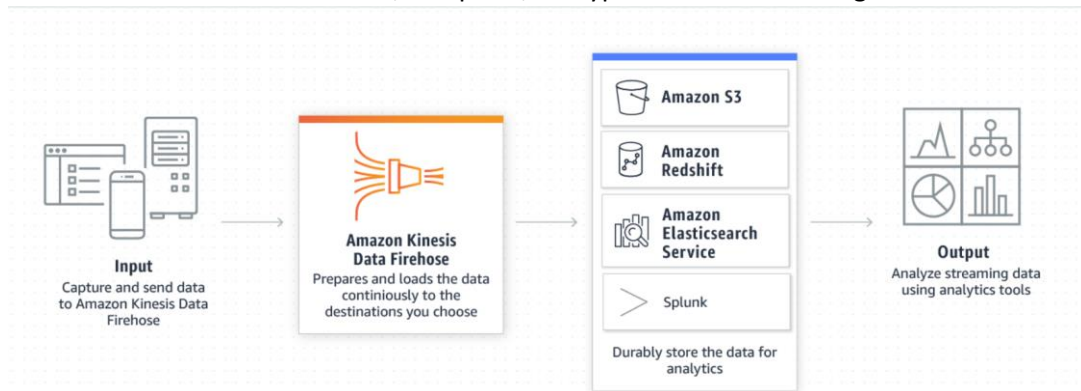 Input
Capture and send data
to Amazon Kinesis Data
Firehose
Amazon Kinesis
Data Firehose
Prepares and loads the data
continiously to the
destinations you choose
Amazon S3
Amazon
Redshift
Amazon
Elasticsearch
Service
Splunk
Durably store the data for
analytics
Output
Analyze streaming data
using analytics tools